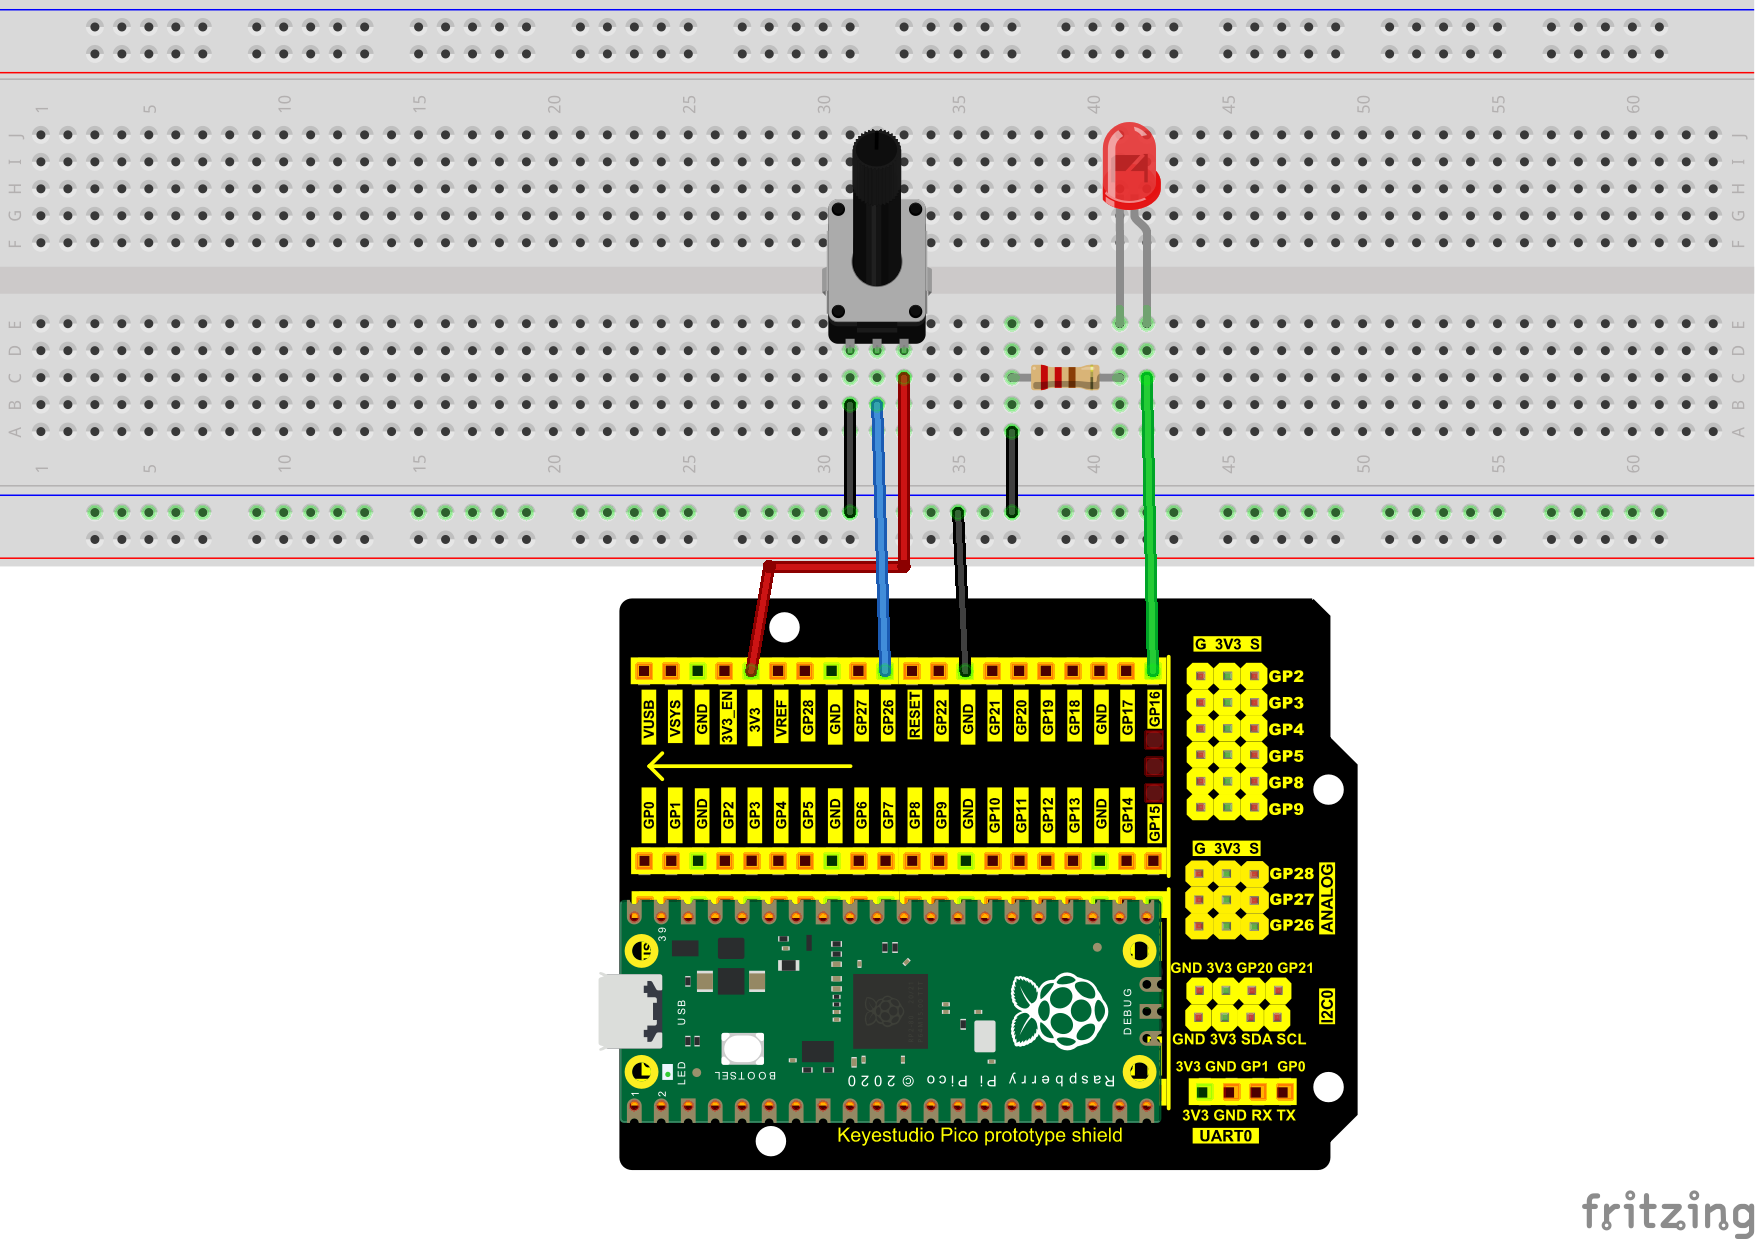 1 5 10 15 20 25 30 35 40 45 50 55 60
J J
I I
H H
G G
F F
E E
D D
C C
B B
A A
1 5 10 15 20 25 30 35 40 45 50 55 60
VUSB VSYS GND 3V3_EN 3V3 VREF GP28 GND GP27 GP26 RESET GP22 GND GP21 GP20 GP19 GP18 GND GP17 GP16
GP0 GP1 GND GP2 GP3 GP4 GP5 GND GP6 GP7 GP8 GP9 GND GP10 GP11 GP12 GP13 GND GP14 GP15
G 3V3 S
GP2
GP3
GP4
GP5
GP8
GP9
G 3V3 S
GP28
GP27
GP26
ANALOG
GND 3V3 GP20 GP21
I2C0
GND 3V3 SDA SCL
3V3 GND GP1 GP0
3V3 GND RX TX
UART0
39
USB
DEBUG
LED
BOOTSEL
1 2
Raspberry Pi Pico © 2020
Keyestudio Pico prototype shield
fritzing